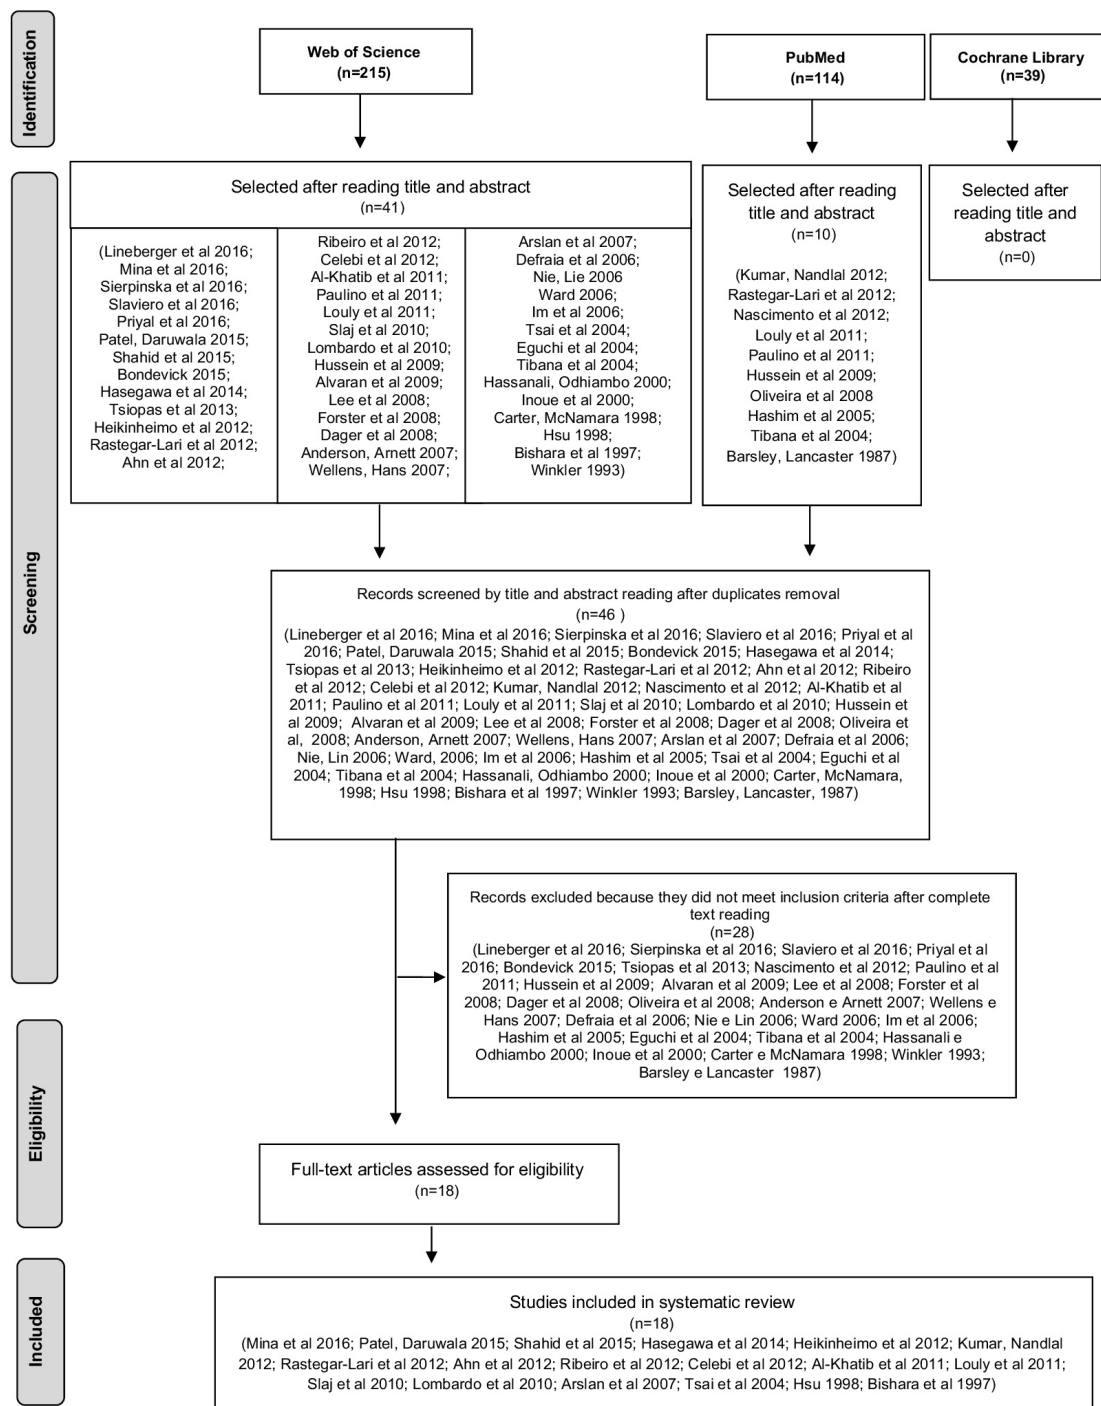 Identification
Web of Science
(n=215)
PubMed
(n=114)
Cochrane Library
(n=39)
Screening
Selected after reading title and abstract
(n=41)
(Lineberger et al 2016;
Mina et al 2016;
Sierpinska et al 2016;
Slaviero et al 2016;
Priyal et al 2016;
Patel, Daruwala 2015;
Shahid et al 2015;
Bondevick 2015;
Hasegawa et al 2014;
Tsiopas et al 2013;
Heikinheimo et al 2012;
Rastegar-Lari et al 2012;
Ahn et al 2012;
Ribeiro et al 2012;
Celebi et al 2012;
Al-Khatib et al 2011;
Paulino et al 2011;
Louly et al 2011;
Slaj et al 2010;
Lombardo et al 2010;
Hussein et al 2009;
Alvaran et al 2009;
Lee et al 2008;
Forster et al 2008;
Dager et al 2008;
Anderson, Arnett 2007;
Wellens, Hans 2007;
Arslan et al 2007;
Defraia et al 2006;
Nie, Lie 2006
Ward 2006;
Im et al 2006;
Tsai et al 2004;
Eguchi et al 2004;
Tibana et al 2004;
Hassanali, Odhiambo 2000;
Inoue et al 2000;
Carter, McNamara 1998;
Hsu 1998;
Bishara et al 1997;
Winkler 1993)
Selected after reading
title and abstract
(n=10)
(Kumar, Nandlal 2012;
Rastegar-Lari et al 2012;
Nascimento et al 2012;
Louly et al 2011;
Paulino et al 2011;
Hussein et al 2009;
Oliveira et al 2008
Hashim et al 2005;
Tibana et al 2004;
Barsley, Lancaster 1987)
Selected after
reading title and
abstract
(n=0)
Records screened by title and abstract reading after duplicates removal
(n=46 )
(Lineberger et al 2016; Mina et al 2016; Sierpinska et al 2016; Slaviero et al 2016; Priyal et al
2016; Patel, Daruwala 2015; Shahid et al 2015; Bondevick 2015; Hasegawa et al 2014;
Tsiopas et al 2013; Heikinheimo et al 2012; Rastegar-Lari et al 2012; Ahn et al 2012; Ribeiro
et al 2012; Celebi et al 2012; Kumar, Nandlal 2012; Nascimento et al 2012; Al-Khatib et al
2011; Paulino et al 2011; Louly et al 2011; Slaj et al 2010; Lombardo et al 2010; Hussein et
al 2009; Alvaran et al 2009; Lee et al 2008; Forster et al 2008; Dager et al 2008; Oliveira et
al, 2008; Anderson, Arnett 2007; Wellens, Hans 2007; Arslan et al 2007; Defraia et al 2006;
Nie, Lin 2006; Ward, 2006; Im et al 2006; Hashim et al 2005; Tsai et al 2004; Eguchi et al
2004; Tibana et al 2004; Hassanali, Odhiambo 2000; Inoue et al 2000; Carter, McNamara,
1998; Hsu 1998; Bishara et al 1997; Winkler 1993; Barsley, Lancaster, 1987)
Records excluded because they did not meet inclusion criteria after complete
text reading
(n=28)
(Lineberger et al 2016; Sierpinska et al 2016; Slaviero et al 2016; Priyal et al
2016; Bondevick 2015; Tsiopas et al 2013; Nascimento et al 2012; Paulino et al
2011; Hussein et al 2009; Alvaran et al 2009; Lee et al 2008; Forster et al
2008; Dager et al 2008; Oliveira et al 2008; Anderson e Arnett 2007; Wellens e
Hans 2007; Defraia et al 2006; Nie e Lin 2006; Ward 2006; Im et al 2006;
Hashim et al 2005; Eguchi et al 2004; Tibana et al 2004; Hassanali e
Odhiambo 2000; Inoue et al 2000; Carter e McNamara 1998; Winkler 1993;
Barsley e Lancaster 1987)
Eligibility
Full-text articles assessed for eligibility
(n=18)
Included
Studies included in systematic review
(n=18)
(Mina et al 2016; Patel, Daruwala 2015; Shahid et al 2015; Hasegawa et al 2014; Heikinheimo et al 2012; Kumar, Nandlal
2012; Rastegar-Lari et al 2012; Ahn et al 2012; Ribeiro et al 2012; Celebi et al 2012; Al-Khatib et al 2011; Louly et al 2011;
Slaj et al 2010; Lombardo et al 2010; Arslan et al 2007; Tsai et al 2004; Hsu 1998; Bishara et al 1997)